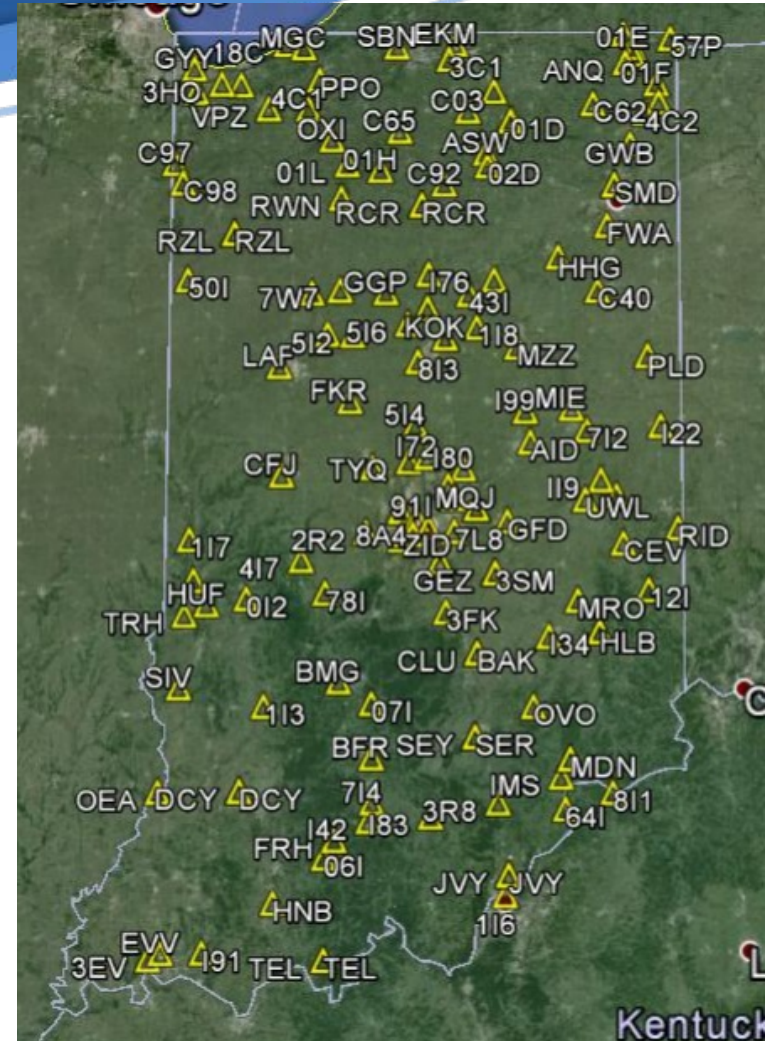 MGC SBN EKM 01E 57P
GYY 18C 3C1 ANQ 01F
3HO PPO C03 C62
VPZ 4C1 C65 01D 4C2
OXI ASW GWB
C97 01H 02D
C98 01L C92 SMD
RWN RCR RCR FWA
RZL RZL HHG
50I GGP I76 C40
7W7 43I
5I2 5I6 KOK 1I8
LAF 8I3 MZZ PLD
FKR I99 MIE
5I4 7I2 I22
I72 I80 AID
CFJ TYQ II9
91I MQJ UWL
8A4 ZID 7L8 GFD RID
1I7 2R2 CEV
4I7 GEZ 3SM
HUF 0I2 78I 12I
TRH 3FK MRO
I34 HLB
CLU BAK
SIV BMG
1I3 07I OVO
BFR SEY SER
MDN
OEA DCY DCY 7I4 IMS 8I1
I83 3R8 64I
I42
FRH 06I
JVY JVY
HNB 1I6
EVV
3EV I91 TEL TEL